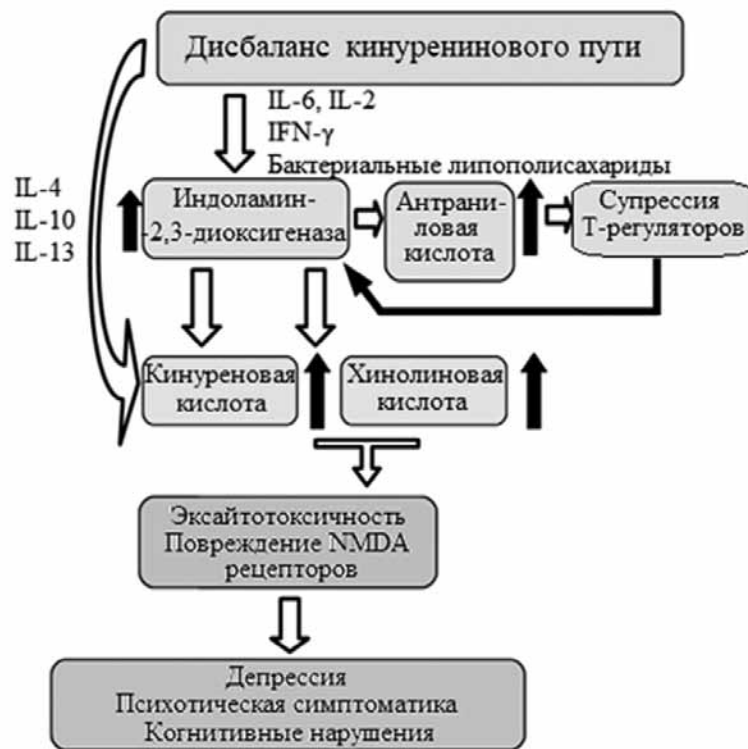 Дисбаланс кинуренинового пути
IL-6, IL-2
IFN-γ
Бактериальные липополисахариды
IL-4
IL-10
IL-13
Индоламин-
-2,3-диоксигеназа
Антрани-
ловая
кислота
Супрессия
Т-регуляторов
Кинуреновая
кислота
Хинолиновая
кислота
Эксайтотоксичность
Повреждение NMDA
рецепторов
Депрессия
Психотическая симптоматика
Когнитивные нарушения